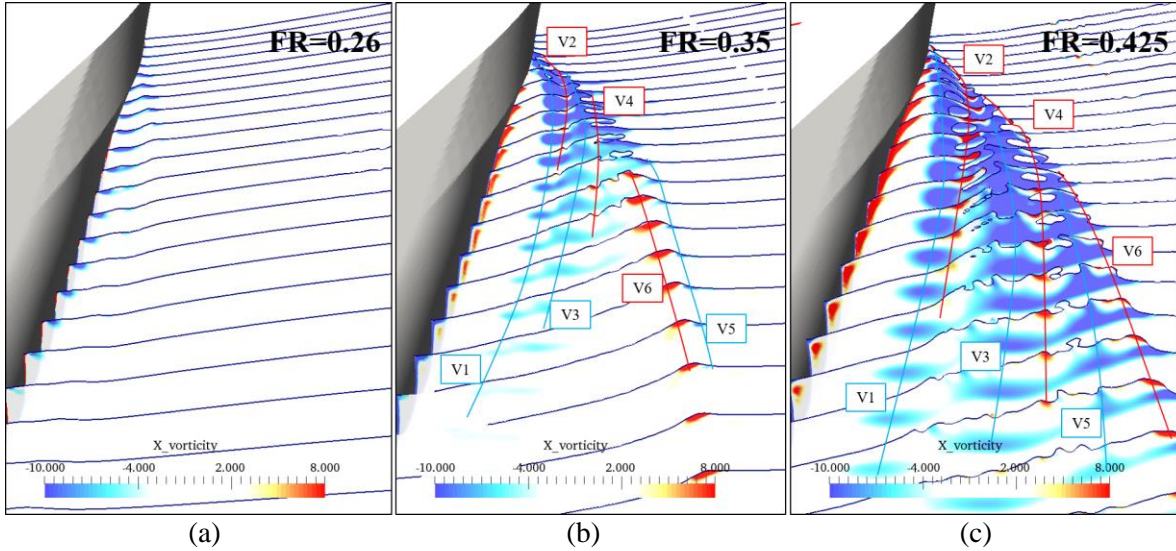 FR=0.26
X_vorticity
-10.000 -4.000 2.000 8.000
(a)
FR=0.35
V2
V4
V6
V3
V5
V1
X_vorticity
-10.000 -4.000 2.000 8.000
(b)
FR=0.425
V2
V4
V6
V3
V1
V5
X_vorticity
-10.000 -4.000 2.000 8.000
(c)